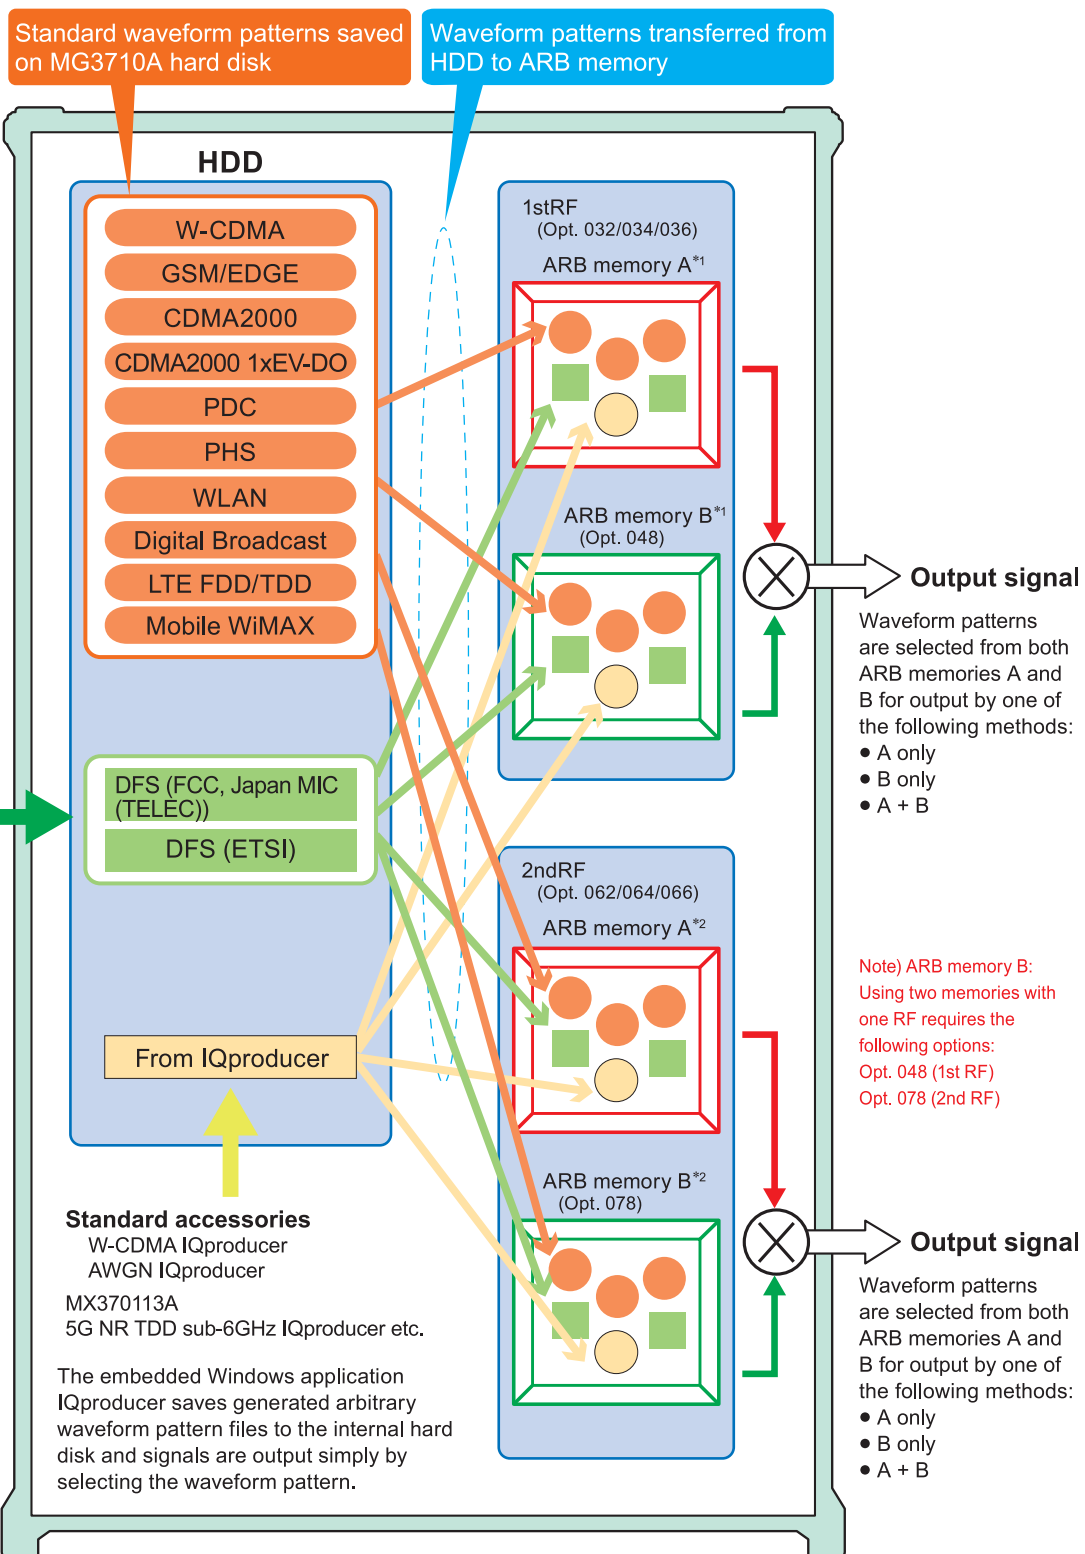 Standard waveform patterns saved
on MG3710A hard disk
Waveform patterns transferred from
HDD to ARB memory
HDD
W-CDMA
GSM/EDGE
CDMA2000
CDMA2000 1xEV-DO
PDC
PHS
WLAN
Digital Broadcast
LTE FDD/TDD
Mobile WiMAX
DFS (FCC, Japan MIC
(TELEC))
DFS (ETSI)
From IQproducer
Standard accessories
W-CDMA IQproducer
AWGN IQproducer
MX370113A
5G NR TDD sub-6GHz IQproducer etc.
The embedded Windows application
IQproducer saves generated arbitrary
waveform pattern files to the internal hard
disk and signals are output simply by
selecting the waveform pattern.
1stRF
(Opt. 032/034/036)
ARB memory A*1
ARB memory B*1
(Opt. 048)
2ndRF
(Opt. 062/064/066)
ARB memory A*2
ARB memory B*2
(Opt. 078)
Output signal
Waveform patterns
are selected from both
ARB memories A and
B for output by one of
the following methods:
● A only
● B only
● A + B
Note) ARB memory B:
Using two memories with
one RF requires the
following options:
Opt. 048 (1st RF)
Opt. 078 (2nd RF)
Output signal
Waveform patterns
are selected from both
ARB memories A and
B for output by one of
the following methods:
● A only
● B only
● A + B